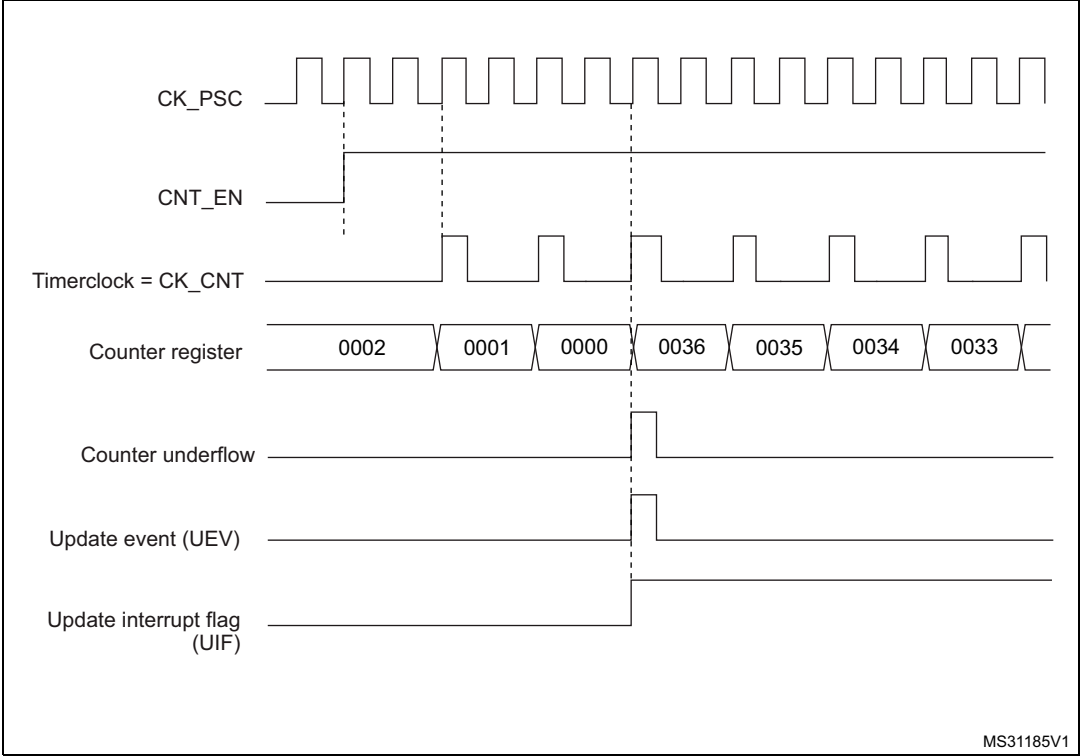 CK_PSC
CNT_EN
Timerclock = CK_CNT
Counter register
0002 0001 0000 0036 0035 0034 0033
Counter underflow
Update event (UEV)
Update interrupt flag
(UIF)
MS31185V1